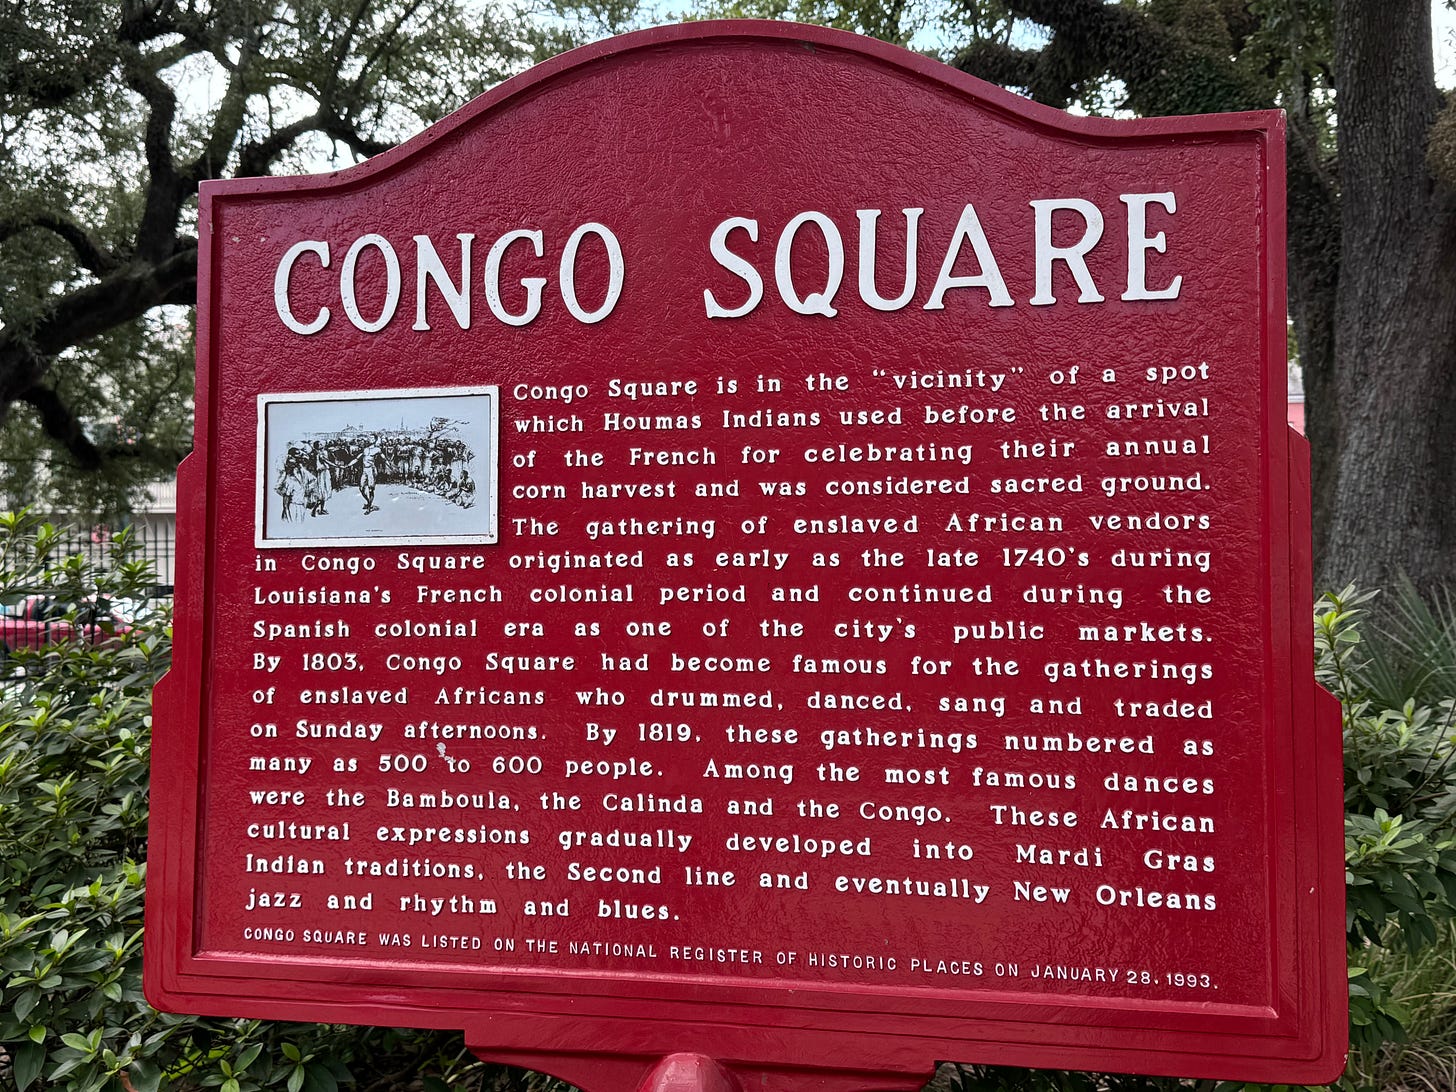 CONGO SQUARE
Congo Square is in the "vicinity" of a spot
which Houmas Indians used before the arrival
of the French for celebrating their annual
corn harvest and was considered sacred ground.
The gathering of enslaved African vendors
in Congo Square originated as early as the late 1740's during
Louisiana's French colonial period and continued during the
Spanish colonial era as one of the city's public markets.
By 1803, Congo Square had become famous for the gatherings
of enslaved Africans who drummed, danced, sang and traded
on Sunday afternoons. By 1819, these gatherings numbered as
many as 500 to 600 people. Among the most famous dances
were the Bamboula, the Calinda and the Congo. These African
cultural expressions gradually developed into Mardi Gras
Indian traditions, the Second line and eventually New Orleans
jazz and rhythm and blues.
CONGO SQUARE WAS LISTED ON THE NATIONAL REGISTER OF HISTORIC PLACES ON JANUARY 28, 1993.